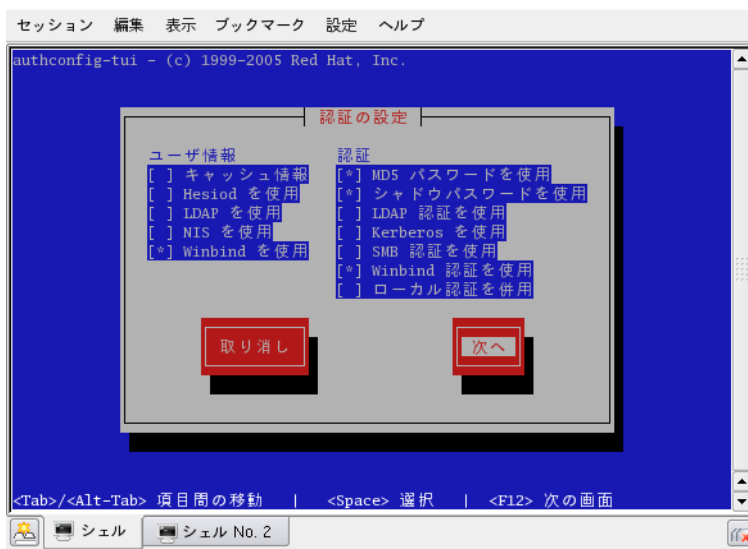 セッション 編集 表示 ブックマーク 設定 ヘルプ
authconfig-tui - (c) 1999-2005 Red Hat, Inc.
認証の設定
ユーザ情報
[ ] キャッシュ情報
[ ] Hesiod を使用
[ ] LDAP を使用
[ ] NIS を使用
[*] Winbind を使用
認証
[*] MD5 パスワードを使用
[*] シャドウパスワードを使用
[ ] LDAP 認証を使用
[ ] Kerberos を使用
[ ] SMB 認証を使用
[*] Winbind 認証を使用
[ ] ローカル認証を併用
取り消し
次へ
<Tab>/<Alt-Tab> 項目間の移動 | <Space> 選択 | <F12> 次の画面
シェル シェル No. 2